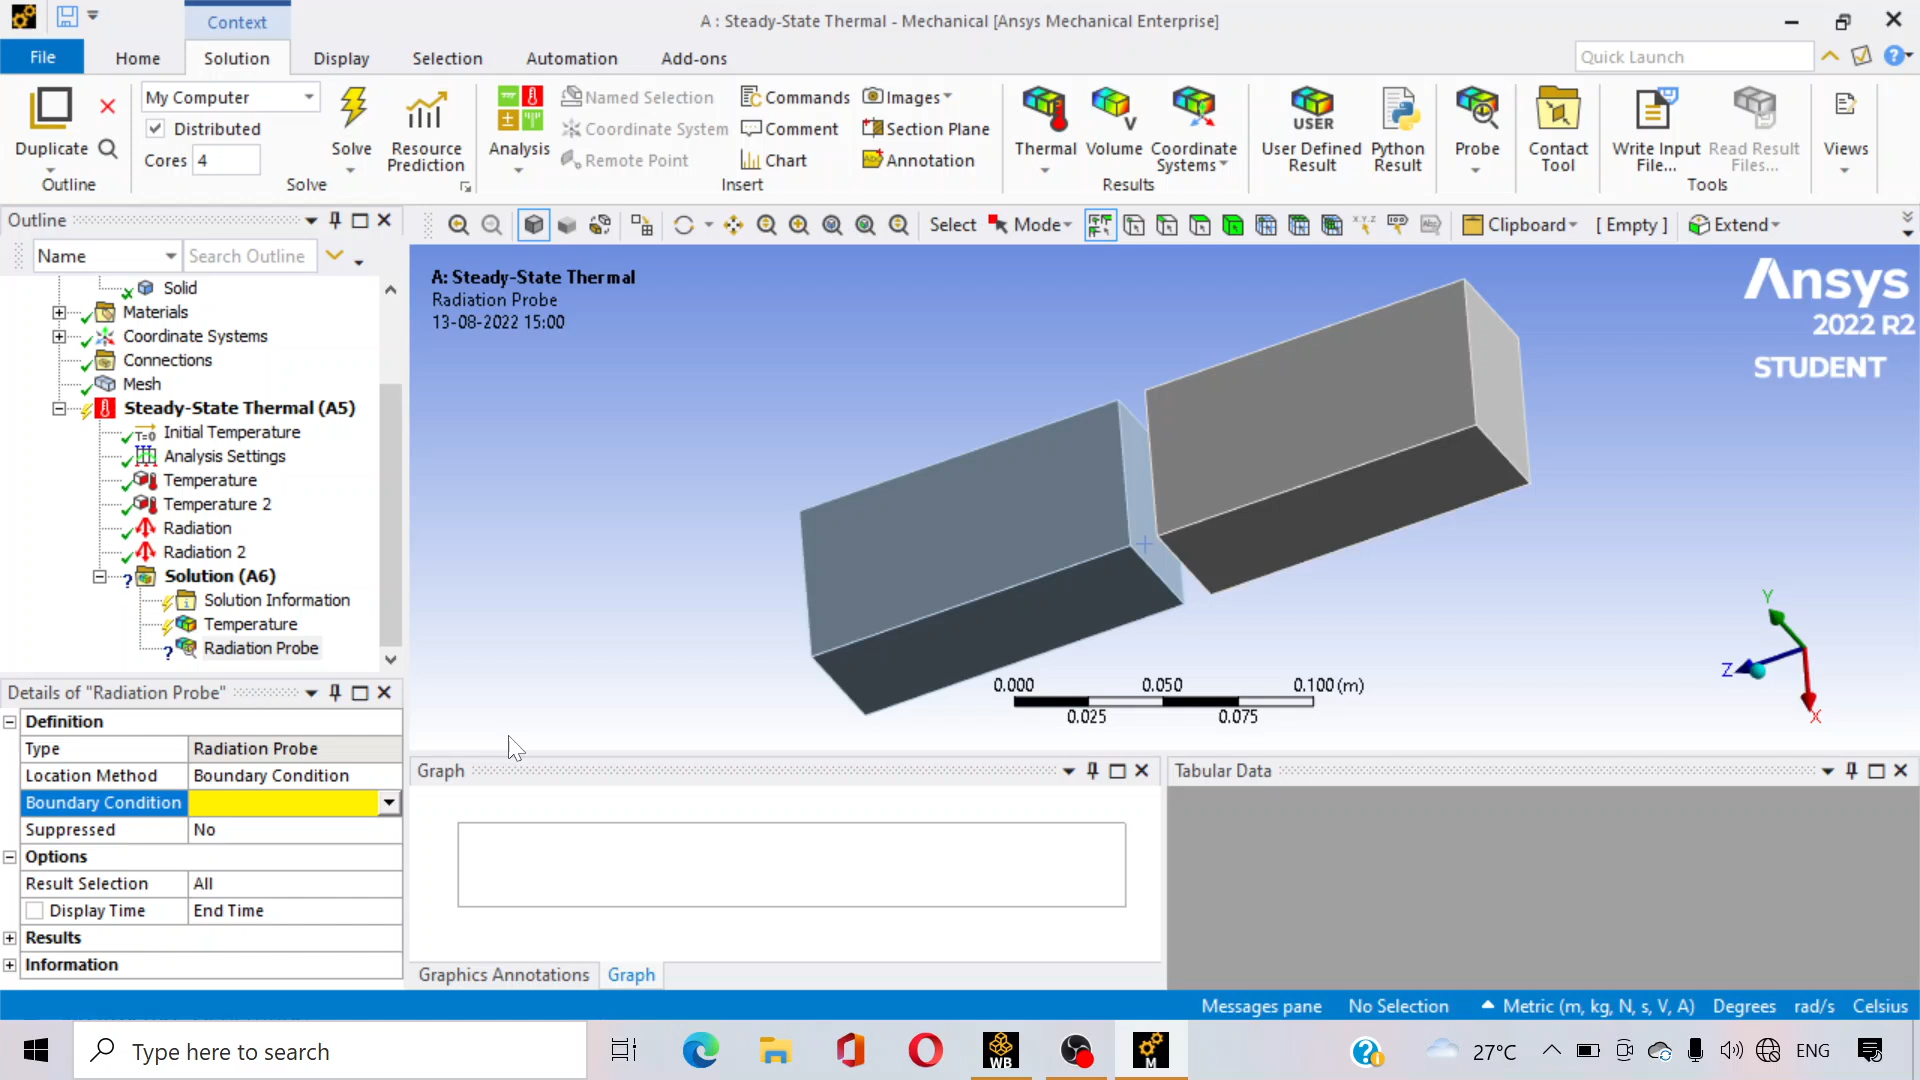 Context
A : Steady-State Thermal - Mechanical [Ansys Mechanical Enterprise]
File
Home
Solution
Display
Selection
Automation
Add-ons
Quick Launch
Duplicate
Outline
My Computer
Distributed
Cores 4
Solve
Resource
Prediction
Solve
Analysis
Named Selection
Coordinate System
Remote Point
Commands
Comment
Chart
Images
Section Plane
Annotation
Insert
Thermal
Volume
Coordinate
Systems
Results
USER
User Defined
Result
Python
Result
Probe
Contact
Tool
Write Input
File...
Read Result
Files...
Tools
Views
Outline
Name
Search Outline
Select
Mode
Clipboard
[ Empty ]
Extend
Solid
Materials
Coordinate Systems
Connections
Mesh
Steady-State Thermal (A5)
T=0 Initial Temperature
Analysis Settings
Temperature
Temperature 2
Radiation
Radiation 2
Solution (A6)
Solution Information
Temperature
Radiation Probe
A: Steady-State Thermal
Radiation Probe
13-08-2022 15:00
Ansys
2022 R2
STUDENT
0.000 0.050 0.100 (m)
0.025 0.075
Y
Z
X
Details of "Radiation Probe"
Definition
Type Radiation Probe
Location Method Boundary Condition
Boundary Condition
Suppressed No
Options
Result Selection All
Display Time End Time
Results
Information
Graph
Tabular Data
Graphics Annotations
Graph
Messages pane
No Selection
Metric (m, kg, N, s, V, A)
Degrees
rad/s
Celsius
Type here to search
WB
M
27°C
ENG